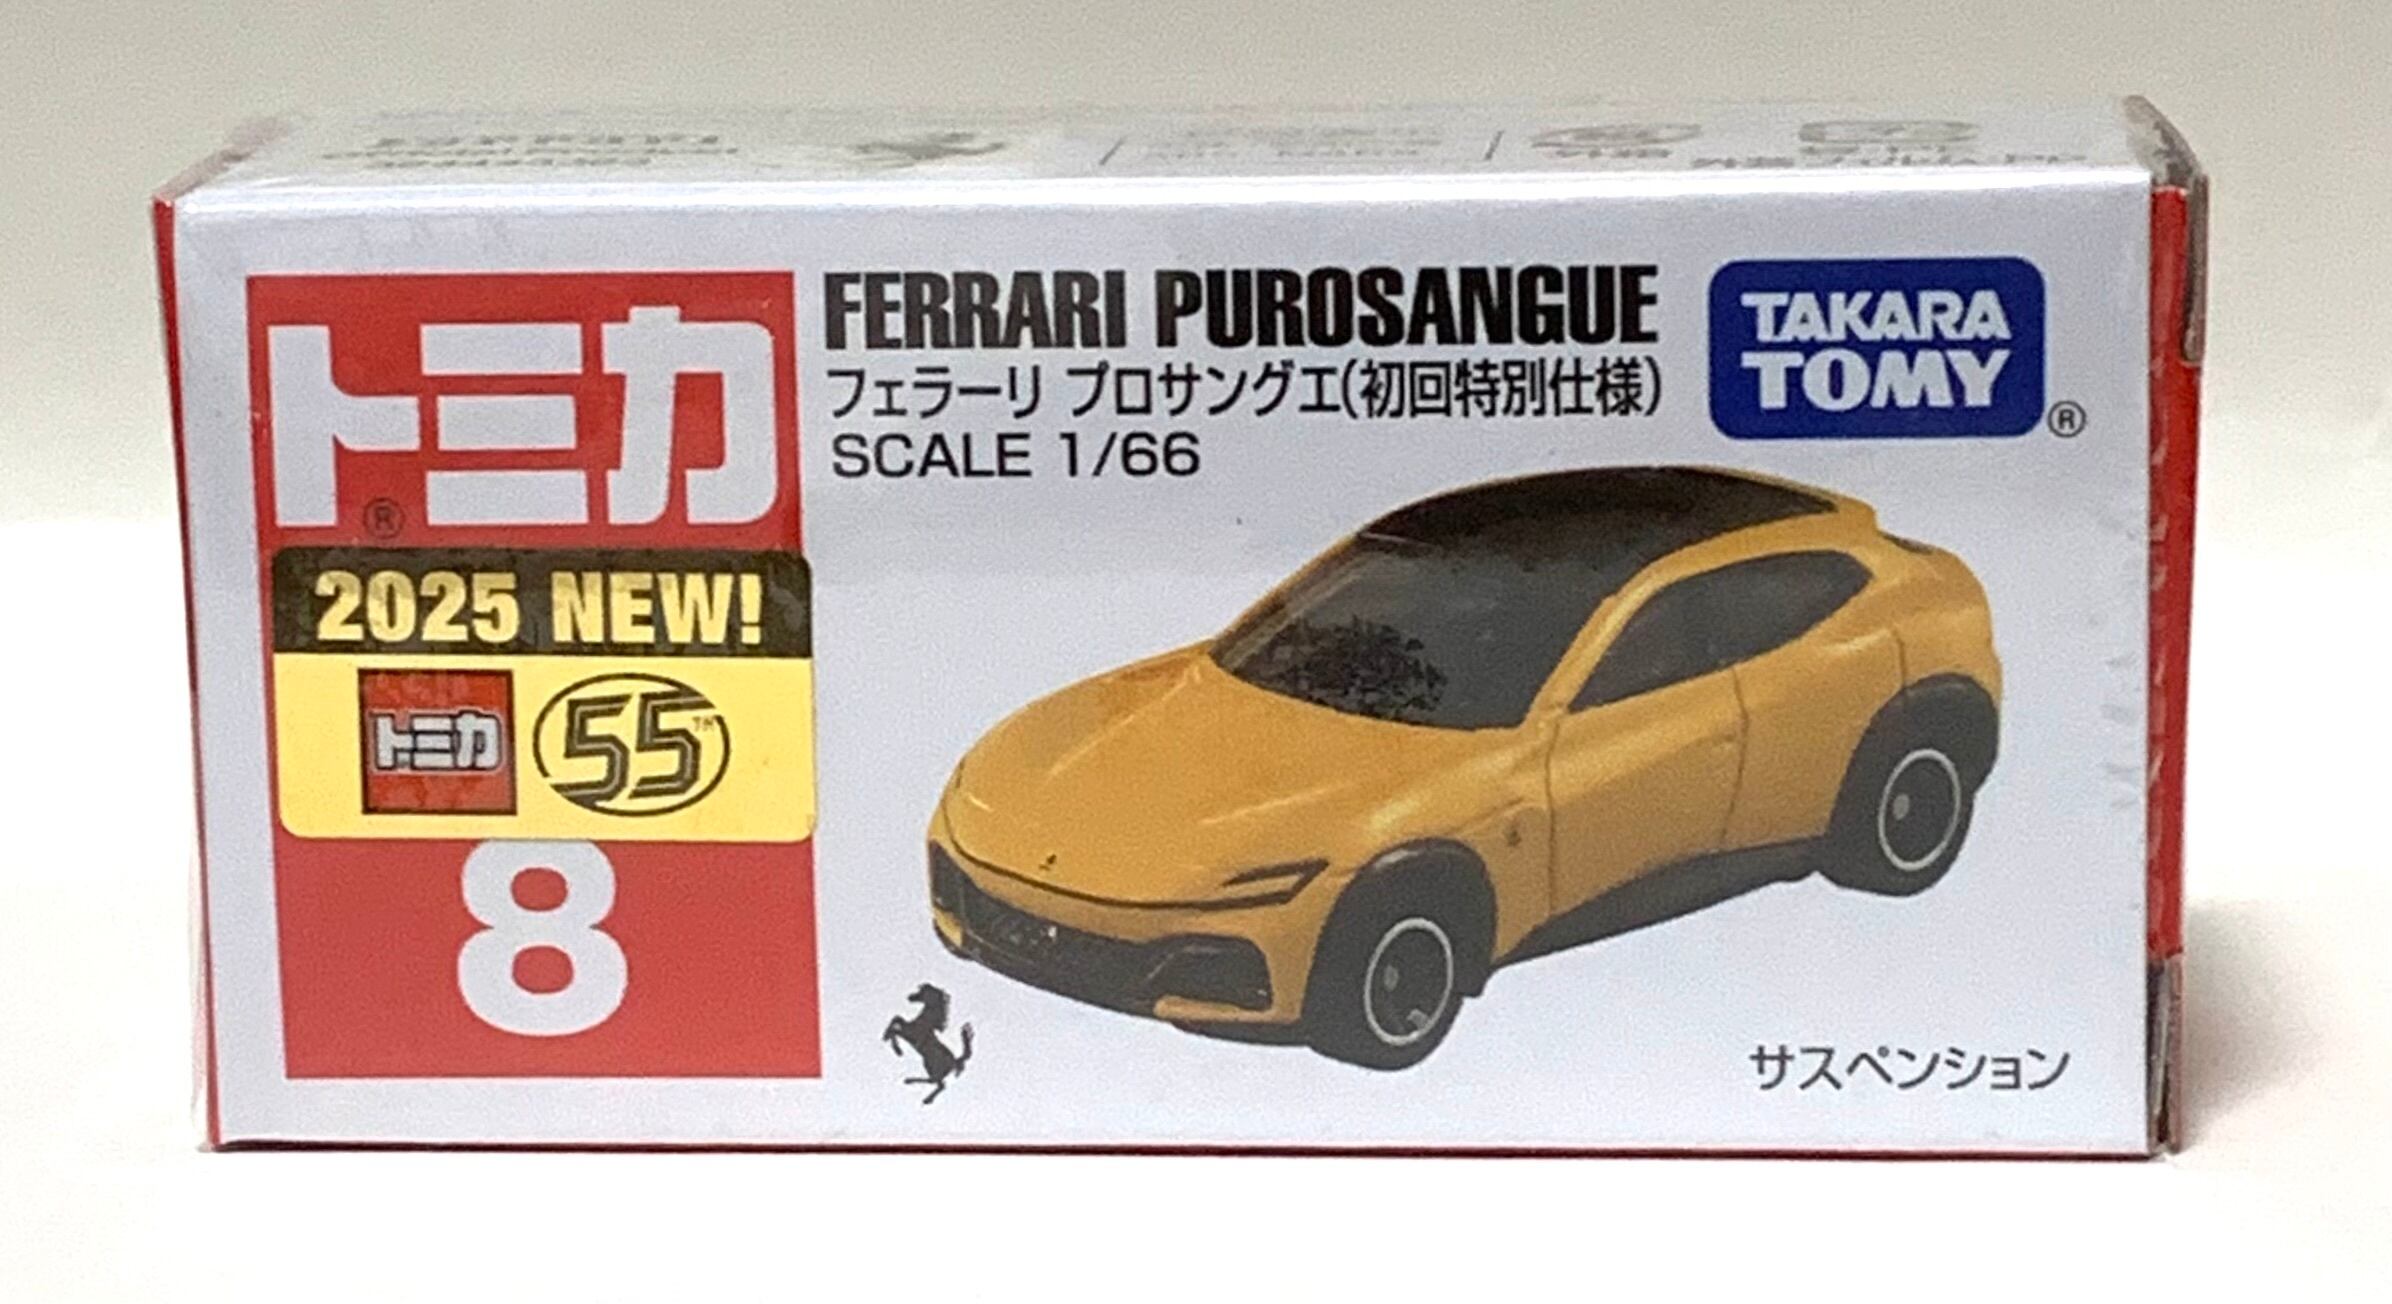 トミカ
®
2025 NEW!
トミカ 55™
8
FERRARI PUROSANGUE
フェラーリ プロサングエ(初回特別仕様)
SCALE 1/66
TAKARA
TOMY®
サスペンション